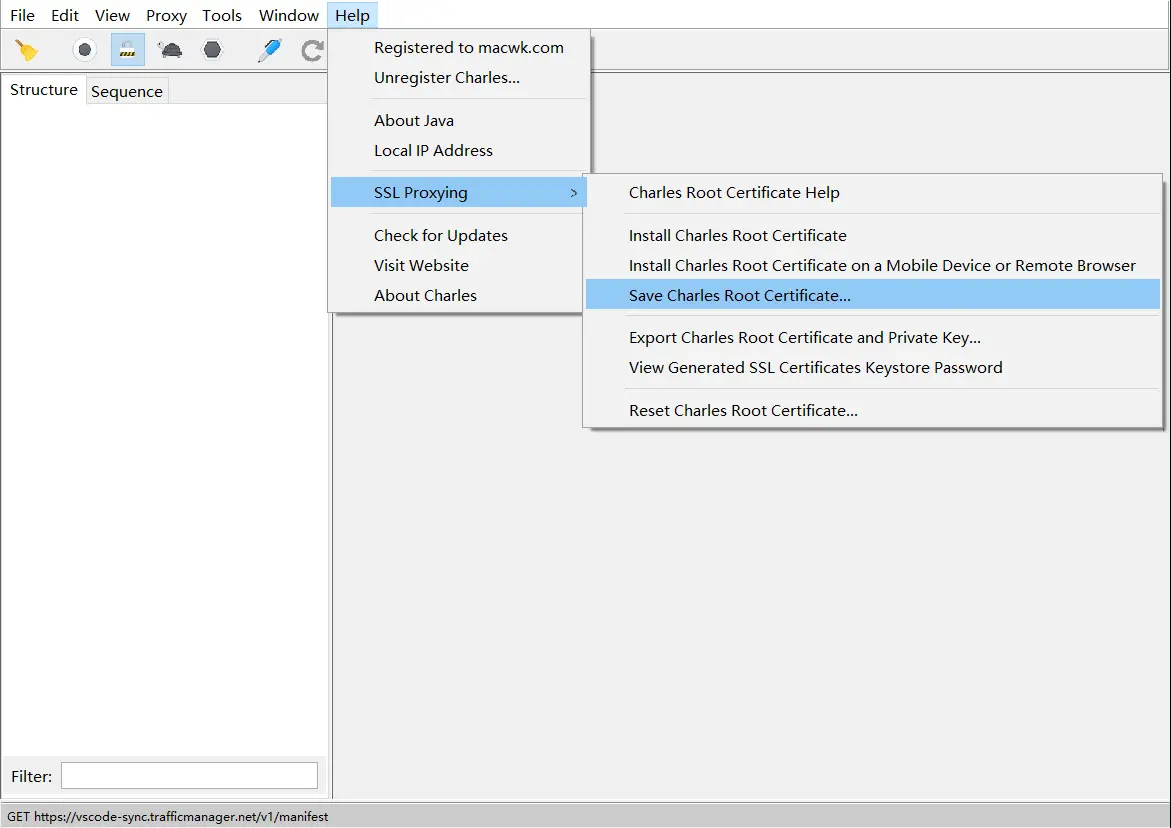 File Edit View Proxy Tools Window Help
Registered to macwk.com
Unregister Charles...
Structure Sequence
About Java
Local IP Address
SSL Proxying >
Check for Updates
Visit Website
About Charles
Charles Root Certificate Help
Install Charles Root Certificate
Install Charles Root Certificate on a Mobile Device or Remote Browser
Save Charles Root Certificate...
Export Charles Root Certificate and Private Key...
View Generated SSL Certificates Keystore Password
Reset Charles Root Certificate...
Filter:
GET https://vscode-sync.trafficmanager.net/v1/manifest